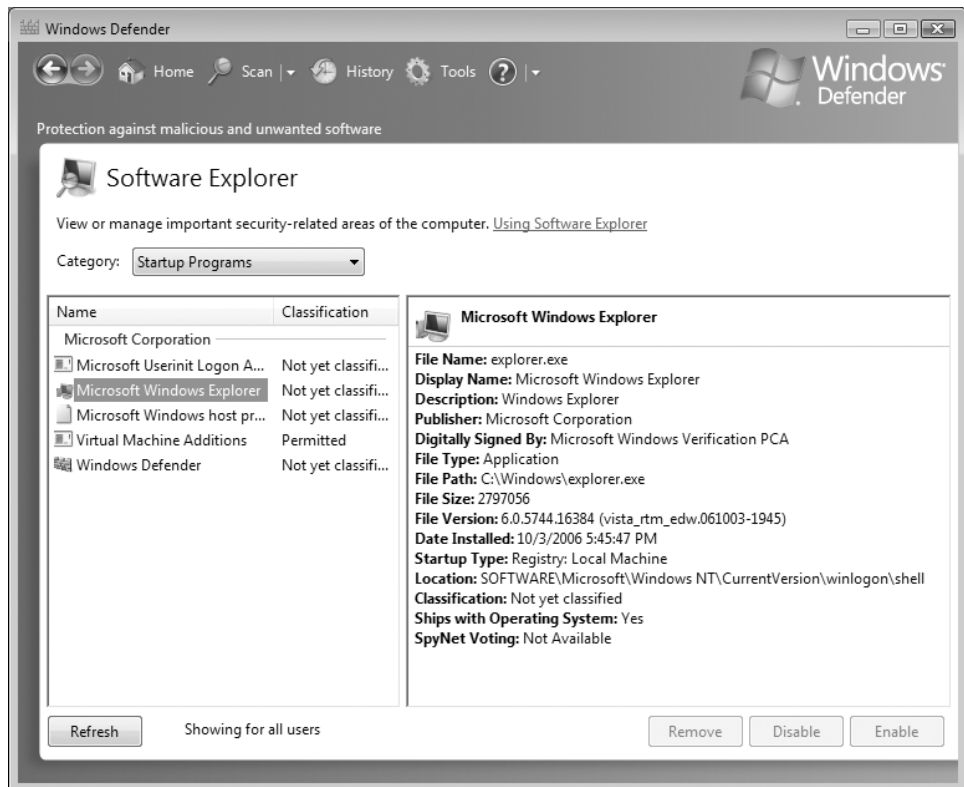 Windows Defender
Home Scan History Tools ?
Windows
Defender
Protection against malicious and unwanted software
Software Explorer
View or manage important security-related areas of the computer. Using Software Explorer
Category: Startup Programs
Name Classification
Microsoft Corporation
Microsoft Userinit Logon A... Not yet classifi...
Microsoft Windows Explorer Not yet classifi...
Microsoft Windows host pr... Not yet classifi...
Virtual Machine Additions Permitted
Windows Defender Not yet classifi...
Microsoft Windows Explorer
File Name: explorer.exe
Display Name: Microsoft Windows Explorer
Description: Windows Explorer
Publisher: Microsoft Corporation
Digitally Signed By: Microsoft Windows Verification PCA
File Type: Application
File Path: C:\Windows\explorer.exe
File Size: 2797056
File Version: 6.0.5744.16384 (vista_rtm_edw.061003-1945)
Date Installed: 10/3/2006 5:45:47 PM
Startup Type: Registry: Local Machine
Location: SOFTWARE\Microsoft\Windows NT\CurrentVersion\winlogon\shell
Classification: Not yet classified
Ships with Operating System: Yes
SpyNet Voting: Not Available
Refresh Showing for all users Remove Disable Enable